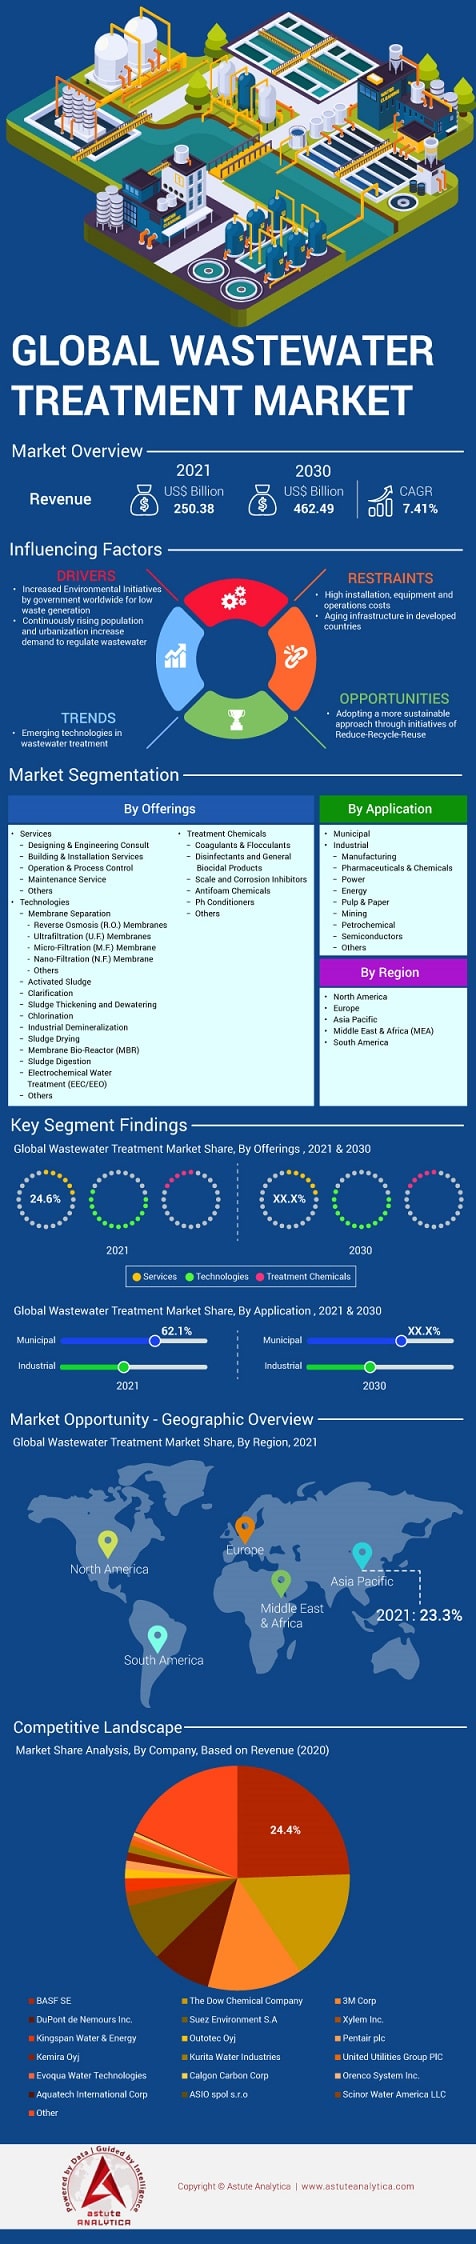 GLOBAL WASTEWATER
TREATMENT MARKET
Market Overview
2021
2030
Revenue
US$ Billion
250.38
US$ Billion
462.49
CAGR
7.41%
Influencing Factors
DRIVERS
• Increased Environmental Initiatives
by government worldwide for low
waste generation
• Continuously rising population
and urbanization increase
demand to regulate wastewater
RESTRAINTS
• High installation, equipment and
operations costs
• Aging infrastructure in developed
countries
TRENDS
• Emerging technologies in
wastewater treatment
OPPORTUNITIES
• Adopting a more sustainable
approach through initiatives of
Reduce-Recycle-Reuse
Market Segmentation
By Offerings
• Services
– Designing & Engineering Consult
– Building & Installation Services
– Operation & Process Control
– Maintenance Service
– Others
• Technologies
– Membrane Separation
- Reverse Osmosis (R.O.) Membranes
- Ultrafiltration (U.F.) Membranes
- Micro-Filtration (M.F.) Membrane
- Nano-Filtration (N.F.) Membrane
- Others
– Activated Sludge
– Clarification
– Sludge Thickening and Dewatering
– Chlorination
– Industrial Demineralization
– Sludge Drying
– Membrane Bio-Reactor (MBR)
– Sludge Digestion
– Electrochemical Water
Treatment (EEC/EEO)
– Others
• Treatment Chemicals
– Coagulants & Flocculants
– Disinfectants and General
Biocidal Products
– Scale and Corrosion Inhibitors
– Antifoam Chemicals
– Ph Conditioners
– Others
By Application
• Municipal
• Industrial
– Manufacturing
– Pharmaceuticals & Chemicals
– Power
– Energy
– Pulp & Paper
– Mining
– Petrochemical
– Semiconductors
– Others
By Region
• North America
• Europe
• Asia Pacific
• Middle East & Africa (MEA)
• South America
Key Segment Findings
Global Wastewater Treatment Market Share, By Offerings , 2021 & 2030
24.6%
XX.X%
2021
2030
Services
Technologies
Treatment Chemicals
Global Wastewater Treatment Market Share, By Application , 2021 & 2030
62.1%
XX.X%
Municipal
Municipal
Industrial
Industrial
2021
2030
Market Opportunity - Geographic Overview
Global Wastewater Treatment Market Share, By Region, 2021
Europe
North America
Asia Pacific
Middle East
& Africa
2021: 23.3%
South America
Competitive Landscape
Market Share Analysis, By Company, Based on Revenue (2020)
24.4%
BASF SE
The Dow Chemical Company
3M Corp
DuPont de Nemours Inc.
Suez Environment S.A
Xylem Inc.
Kingspan Water & Energy
Outotec Oyj
Pentair plc
Kemira Oyj
Kurita Water Industries
United Utilities Group PlC
Evoqua Water Technologies
Calgon Carbon Corp
Orenco System Inc.
Aquatech International Corp
ASIO spol s.r.o
Scinor Water America LLC
Other
Powered by Data | Guided by Intelligence
astute
ANALYTICA
Copyright © Astute Analytica | www.astuteanalytica.com